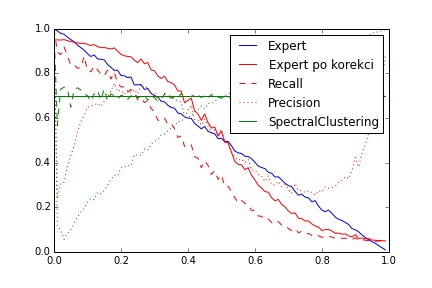 1.0
0.8
0.6
0.4
0.2
0.0
Expert
Expert po korekci
Recall
Precision
SpectralClustering
0.0 0.2 0.4 0.6 0.8 1.0